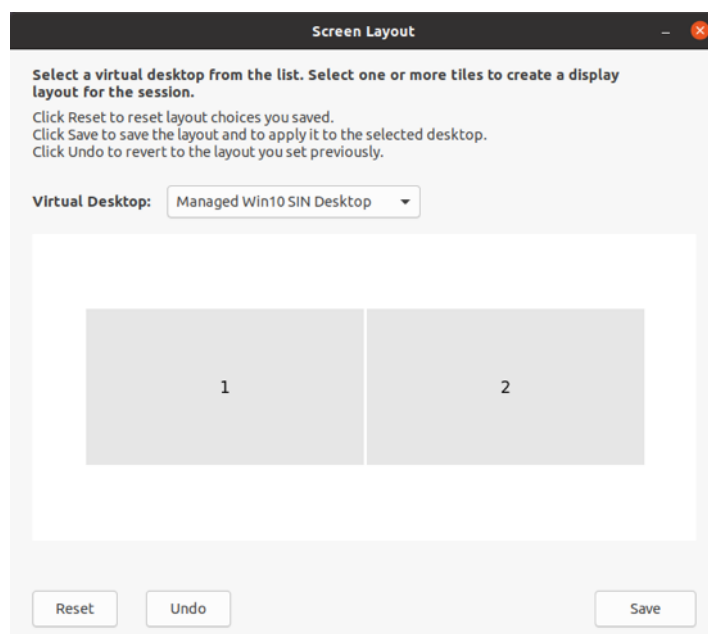 Screen Layout
Select a virtual desktop from the list. Select one or more tiles to create a display
layout for the session.
Click Reset to reset layout choices you saved.
Click Save to save the layout and to apply it to the selected desktop.
Click Undo to revert to the layout you set previously.
Virtual Desktop: Managed Win10 SIN Desktop
1 2
Reset Undo Save